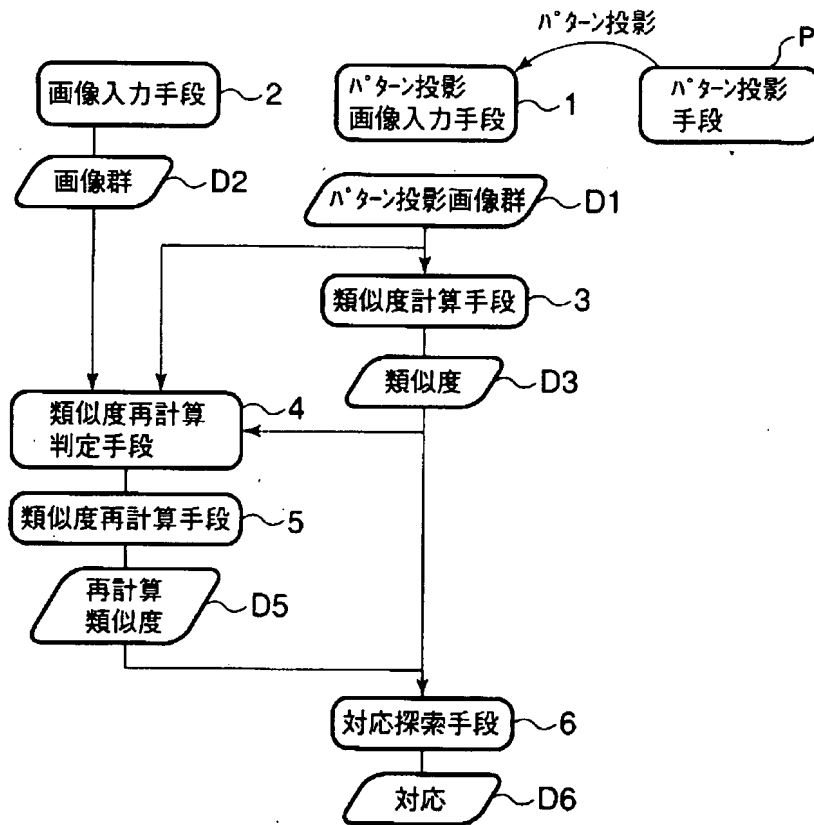 パターン投影
P
画像入力手段
2
パターン投影
画像入力手段
1
パターン投影
手段
画像群
D2
パターン投影画像群
D1
類似度計算手段
3
類似度
D3
類似度再計算
判定手段
4
類似度再計算手段
5
再計算
類似度
D5
対応探索手段
6
対応
D6